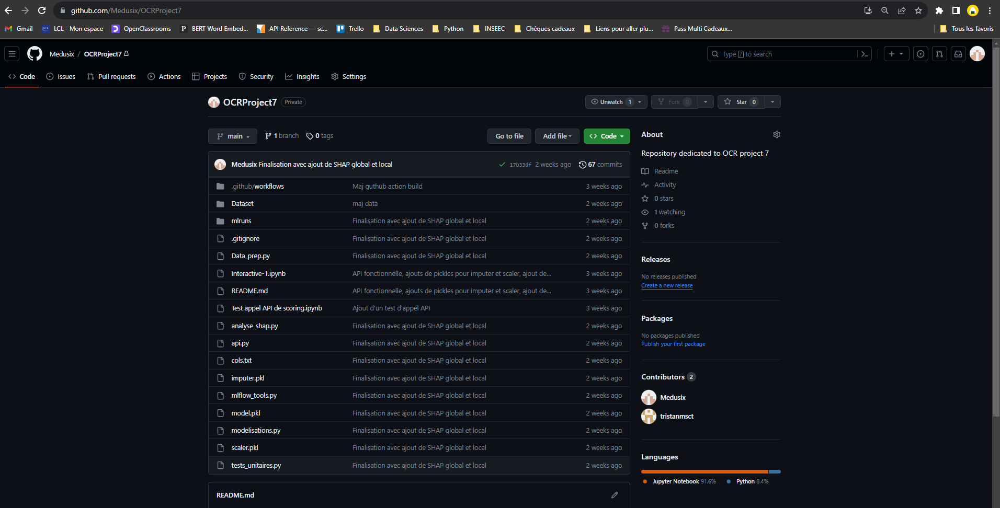 github.com/Medusix/OCRProject7
Gmail LCL - Mon espace OpenClassrooms BERT Word Embed... API Reference — sc... Trello Data Sciences Python INSEEC Chèques cadeaux Liens pour aller plu... Pass Multi Cadeaux... Tous les favoris
Medusix / OCRProject7 Type / to search
Code Issues Pull requests Actions Projects Security Insights Settings
OCRProject7 Private Unwatch 1 Fork 0 Star 0
main 1 branch 0 tags Go to file Add file Code
Medusix Finalisation avec ajout de SHAP global et local 17b33df 2 weeks ago 67 commits
.github/workflows Maj guthub action build 3 weeks ago
Dataset maj data 2 weeks ago
mlruns Finalisation avec ajout de SHAP global et local 2 weeks ago
.gitignore Finalisation avec ajout de SHAP global et local 2 weeks ago
Data_prep.py Finalisation avec ajout de SHAP global et local 2 weeks ago
Interactive-1.ipynb API fonctionnelle, ajouts de pickles pour imputer et scaler, ajout de... 3 weeks ago
README.md API fonctionnelle, ajouts de pickles pour imputer et scaler, ajout de... 3 weeks ago
Test appel API de scoring.ipynb Ajout d'un test d'appel API 3 weeks ago
analyse_shap.py Finalisation avec ajout de SHAP global et local 2 weeks ago
api.py Finalisation avec ajout de SHAP global et local 2 weeks ago
cols.txt Finalisation avec ajout de SHAP global et local 2 weeks ago
imputer.pkl Finalisation avec ajout de SHAP global et local 2 weeks ago
mlflow_tools.py Finalisation avec ajout de SHAP global et local 2 weeks ago
model.pkl Finalisation avec ajout de SHAP global et local 2 weeks ago
modelisations.py Finalisation avec ajout de SHAP global et local 2 weeks ago
scaler.pkl Finalisation avec ajout de SHAP global et local 2 weeks ago
tests_unitaires.py Finalisation avec ajout de SHAP global et local 2 weeks ago
README.md
About
Repository dedicated to OCR project 7
Readme
Activity
0 stars
1 watching
0 forks
Releases
No releases published
Create a new release
Packages
No packages published
Publish your first package
Contributors 2
Medusix
tristanmsct
Languages
Jupyter Notebook 91.6% Python 8.4%